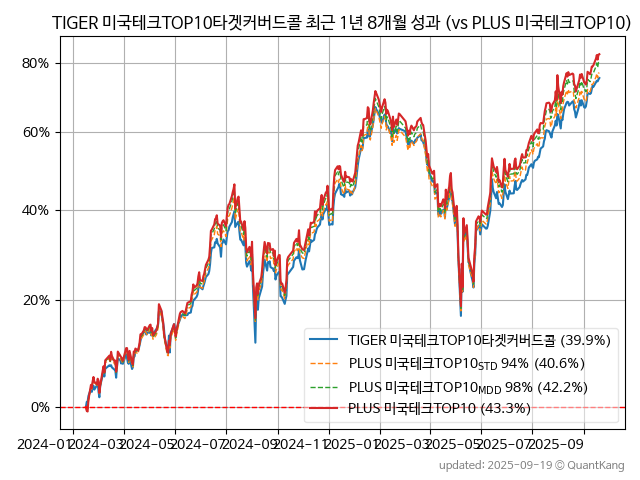 TIGER 미국테크TOP10타겟커버드콜 최근 1년 8개월 성과 (vs PLUS 미국테크TOP10)
80%
60%
40%
20%
0%
TIGER 미국테크TOP10타겟커버드콜 (39.9%)
PLUS 미국테크TOP10STD 94% (40.6%)
PLUS 미국테크TOP10MDD 98% (42.2%)
PLUS 미국테크TOP10 (43.3%)
2024-01 2024-03 2024-05 2024-07 2024-09 2024-11 2025-01 2025-03 2025-05 2025-07 2025-09
updated: 2025-09-19 © QuantKang